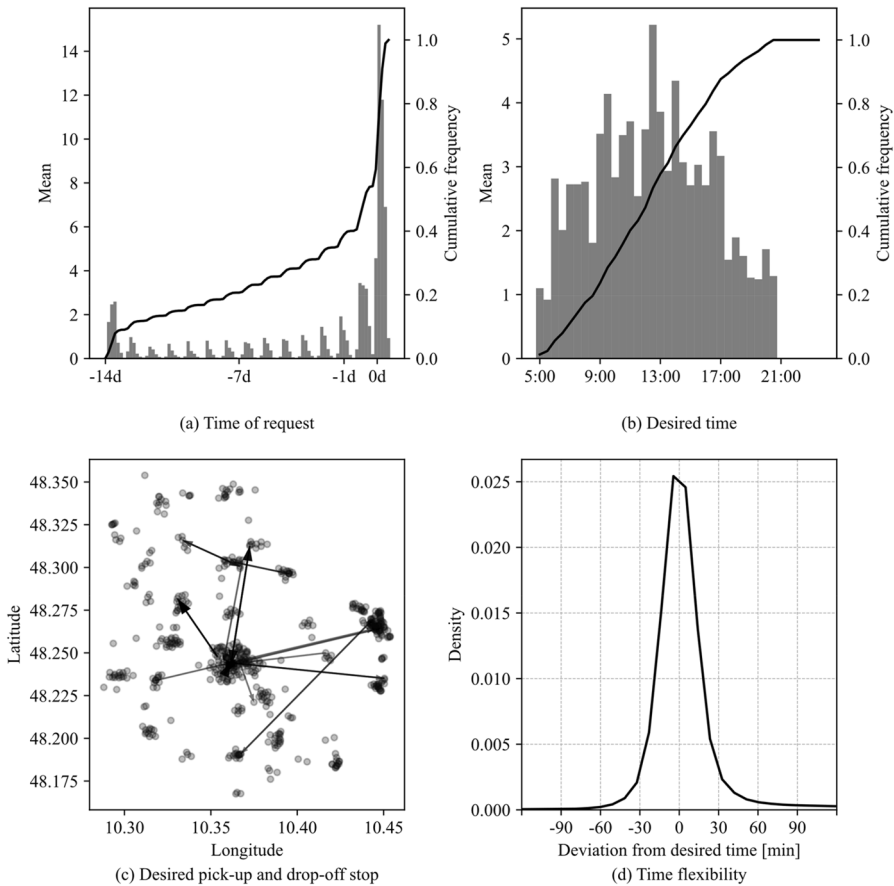 14
12
10
8
6
4
2
0
Mean
1.0
0.8
0.6
0.4
0.2
0.0
Cumulative frequency
-14d -7d -1d 0d
(a) Time of request
5
4
3
2
1
0
Mean
1.0
0.8
0.6
0.4
0.2
0.0
Cumulative frequency
5:00 9:00 13:00 17:00 21:00
(b) Desired time
48.350
48.325
48.300
48.275
48.250
48.225
48.200
48.175
Latitude
10.30 10.35 10.40 10.45
Longitude
(c) Desired pick-up and drop-off stop
0.025
0.020
0.015
0.010
0.005
0.000
Density
-90 -60 -30 0 30 60 90
Deviation from desired time [min]
(d) Time flexibility